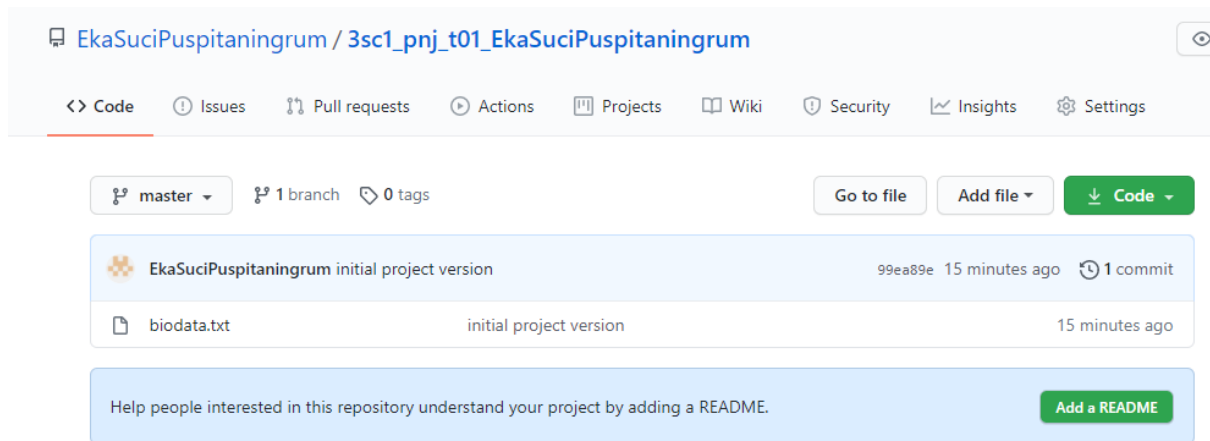 EkaSuciPuspitaningrum / 3sc1_pnj_t01_EkaSuciPuspitaningrum
<> Code Issues Pull requests Actions Projects Wiki Security Insights Settings
master 1 branch 0 tags Go to file Add file Code
EkaSuciPuspitaningrum initial project version 99ea89e 15 minutes ago 1 commit
biodata.txt initial project version 15 minutes ago
Help people interested in this repository understand your project by adding a README. Add a README